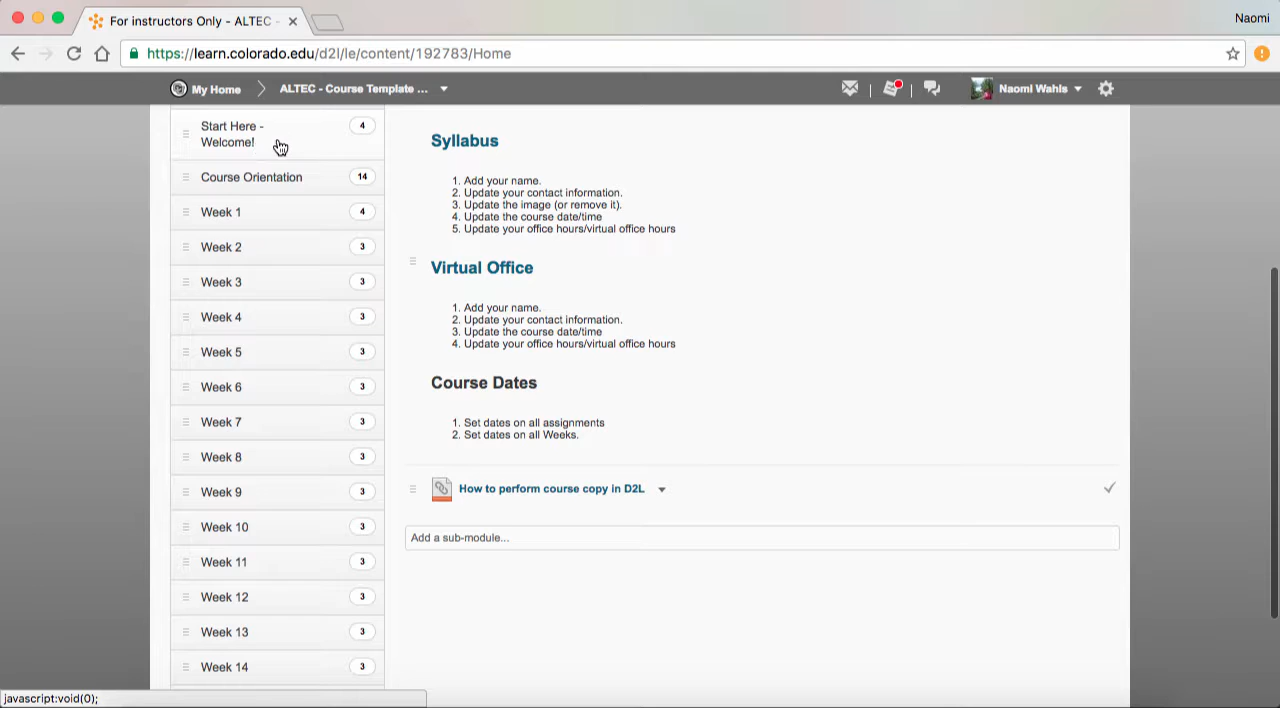 For instructors Only - ALTEC -
Naomi
https://learn.colorado.edu/d2l/le/content/192783/Home
My Home
ALTEC - Course Template ...
Naomi Wahls
Start Here -
Welcome!
4
Course Orientation
14
Week 1
4
Week 2
3
Week 3
3
Week 4
3
Week 5
3
Week 6
3
Week 7
3
Week 8
3
Week 9
3
Week 10
3
Week 11
3
Week 12
3
Week 13
3
Week 14
3
Syllabus
1. Add your name.
2. Update your contact information.
3. Update the image (or remove it).
4. Update the course date/time
5. Update your office hours/virtual office hours
Virtual Office
1. Add your name.
2. Update your contact information.
3. Update the course date/time
4. Update your office hours/virtual office hours
Course Dates
1. Set dates on all assignments
2. Set dates on all Weeks.
How to perform course copy in D2L
Add a sub-module...
javascript:void(0);